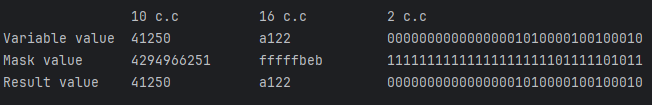 10 c.c 16 c.c 2 c.c
Variable value 41250 a122 00000000000000001010000100100010
Mask value 4294966251 fffffbeb 11111111111111111111101111101011
Result value 41250 a122 00000000000000001010000100100010